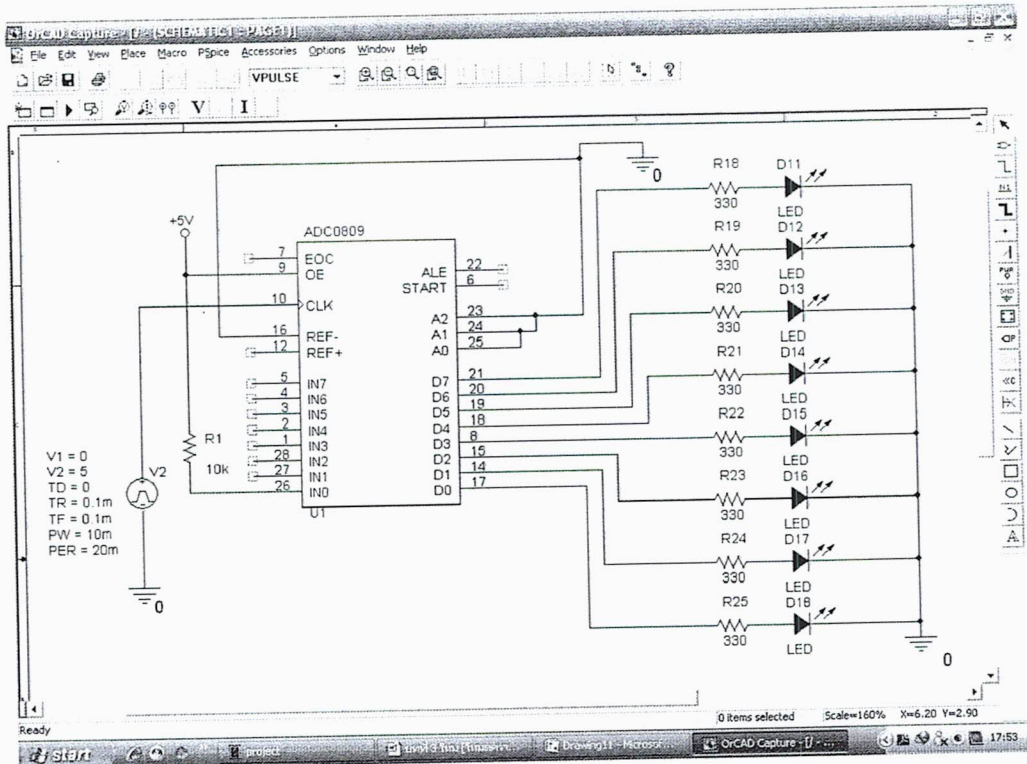 OrCAD Capture - [/ - (SCHEMATIC1 : PAGE1)]
File Edit View Place Macro PSpice Accessories Options Window Help
VPULSE
V I
0
R18
D11
330
LED
R19
D12
330
LED
R20
D13
330
LED
R21
D14
330
LED
R22
D15
330
LED
R23
D16
330
LED
R24
D17
330
LED
R25
D18
330
LED
0
+5V
ADC0809
7 EOC
9 OE
10 CLK
16 REF-
12 REF+
5 IN7
4 IN6
3 IN5
2 IN4
1 IN3
28 IN2
27 IN1
26 IN0
U1
ALE 22
START 6
A2 23
A1 24
A0 25
D7 21
D6 20
D5 19
D4 18
D3 8
D2 15
D1 14
D0 17
R1
10k
V1 = 0
V2 = 5
TD = 0
TR = 0.1m
TF = 0.1m
PW = 10m
PER = 20m
V2
0
Ready
0 items selected Scale=160% X=6.20 Y=2.90
start
project
Drawing11 - Microsof...
OrCAD Capture - [/ - ...
17:53